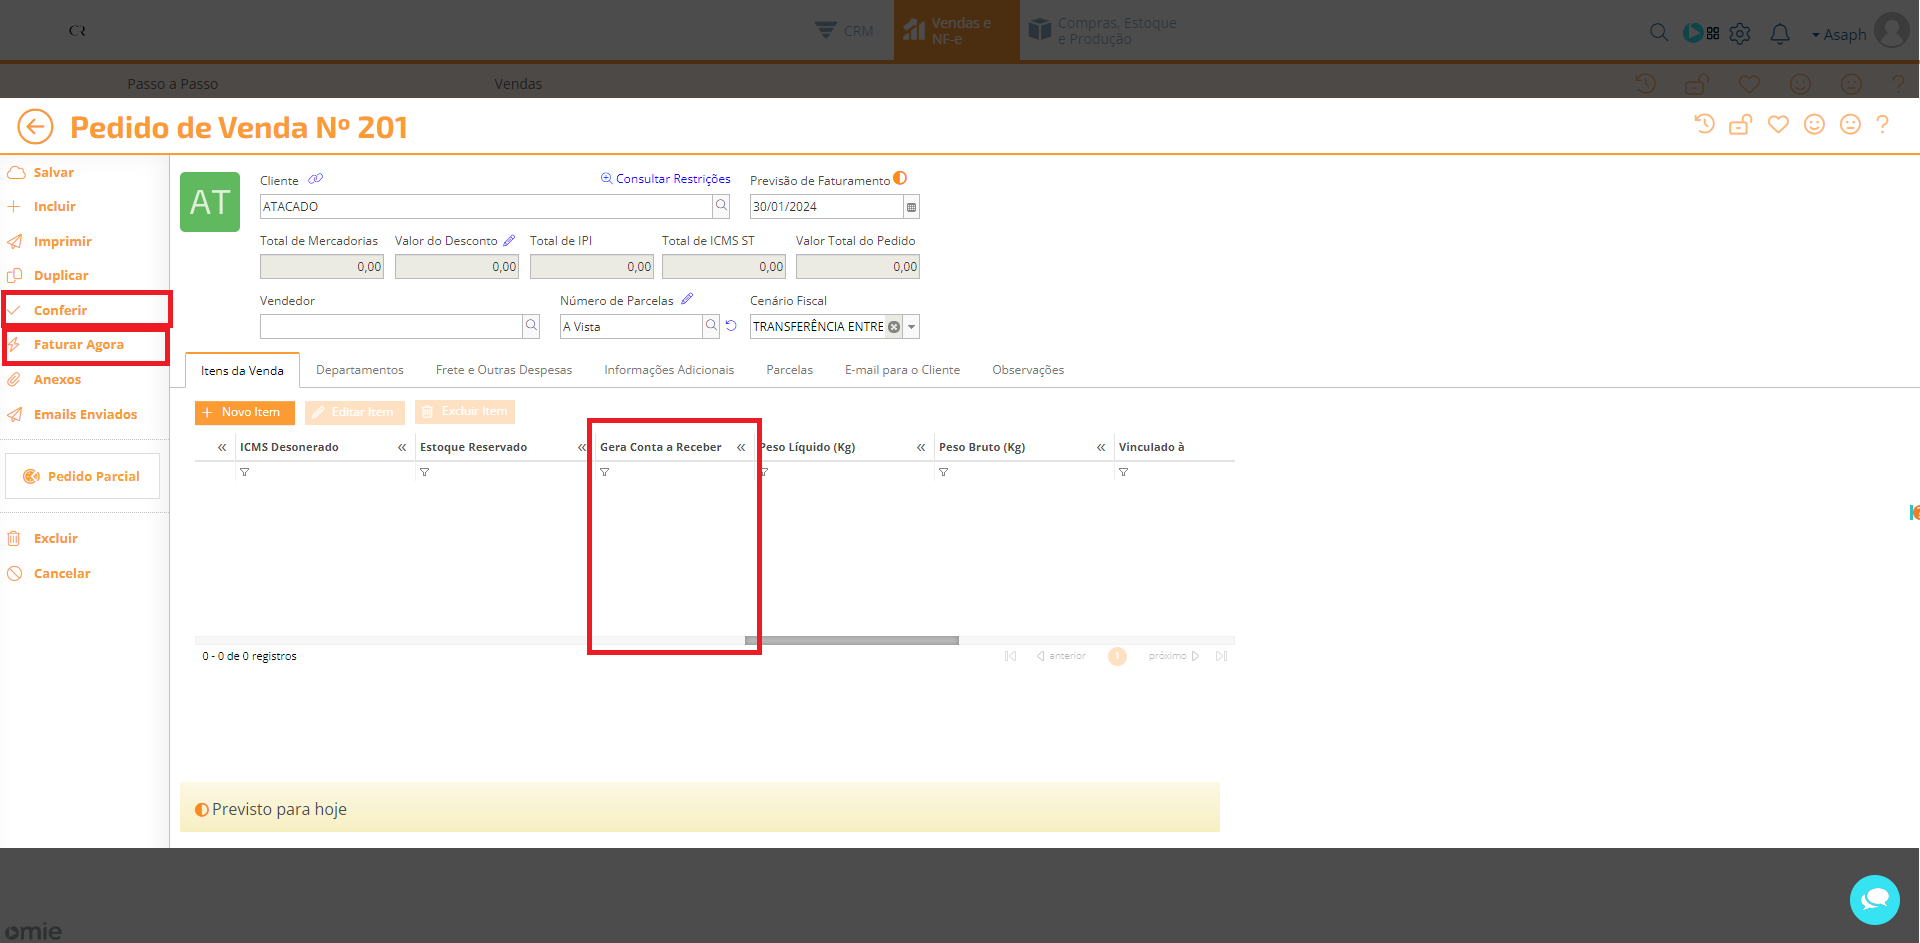 CR
CRM
Vendas e
NF-e
Compras, Estoque
e Produção
Asaph
Passo a Passo
Vendas
?
Pedido de Venda Nº 201
?
Salvar
Incluir
Imprimir
Duplicar
Conferir
Faturar Agora
Anexos
Emails Enviados
Pedido Parcial
Excluir
Cancelar
AT
Cliente
Consultar Restrições
Previsão de Faturamento
ATACADO
30/01/2024
Total de Mercadorias
Valor do Desconto
Total de IPI
Total de ICMS ST
Valor Total do Pedido
0,00
0,00
0,00
0,00
0,00
Vendedor
Número de Parcelas
Cenário Fiscal
A Vista
TRANSFERÊNCIA ENTRE
Itens da Venda
Departamentos
Frete e Outras Despesas
Informações Adicionais
Parcelas
E-mail para o Cliente
Observações
+ Novo Item
Editar Item
Excluir Item
« ICMS Desonerado
« Estoque Reservado
« Gera Conta a Receber
« Peso Líquido (Kg)
« Peso Bruto (Kg)
« Vinculado à
0 - 0 de 0 registros
anterior
1
próximo
Previsto para hoje
omie